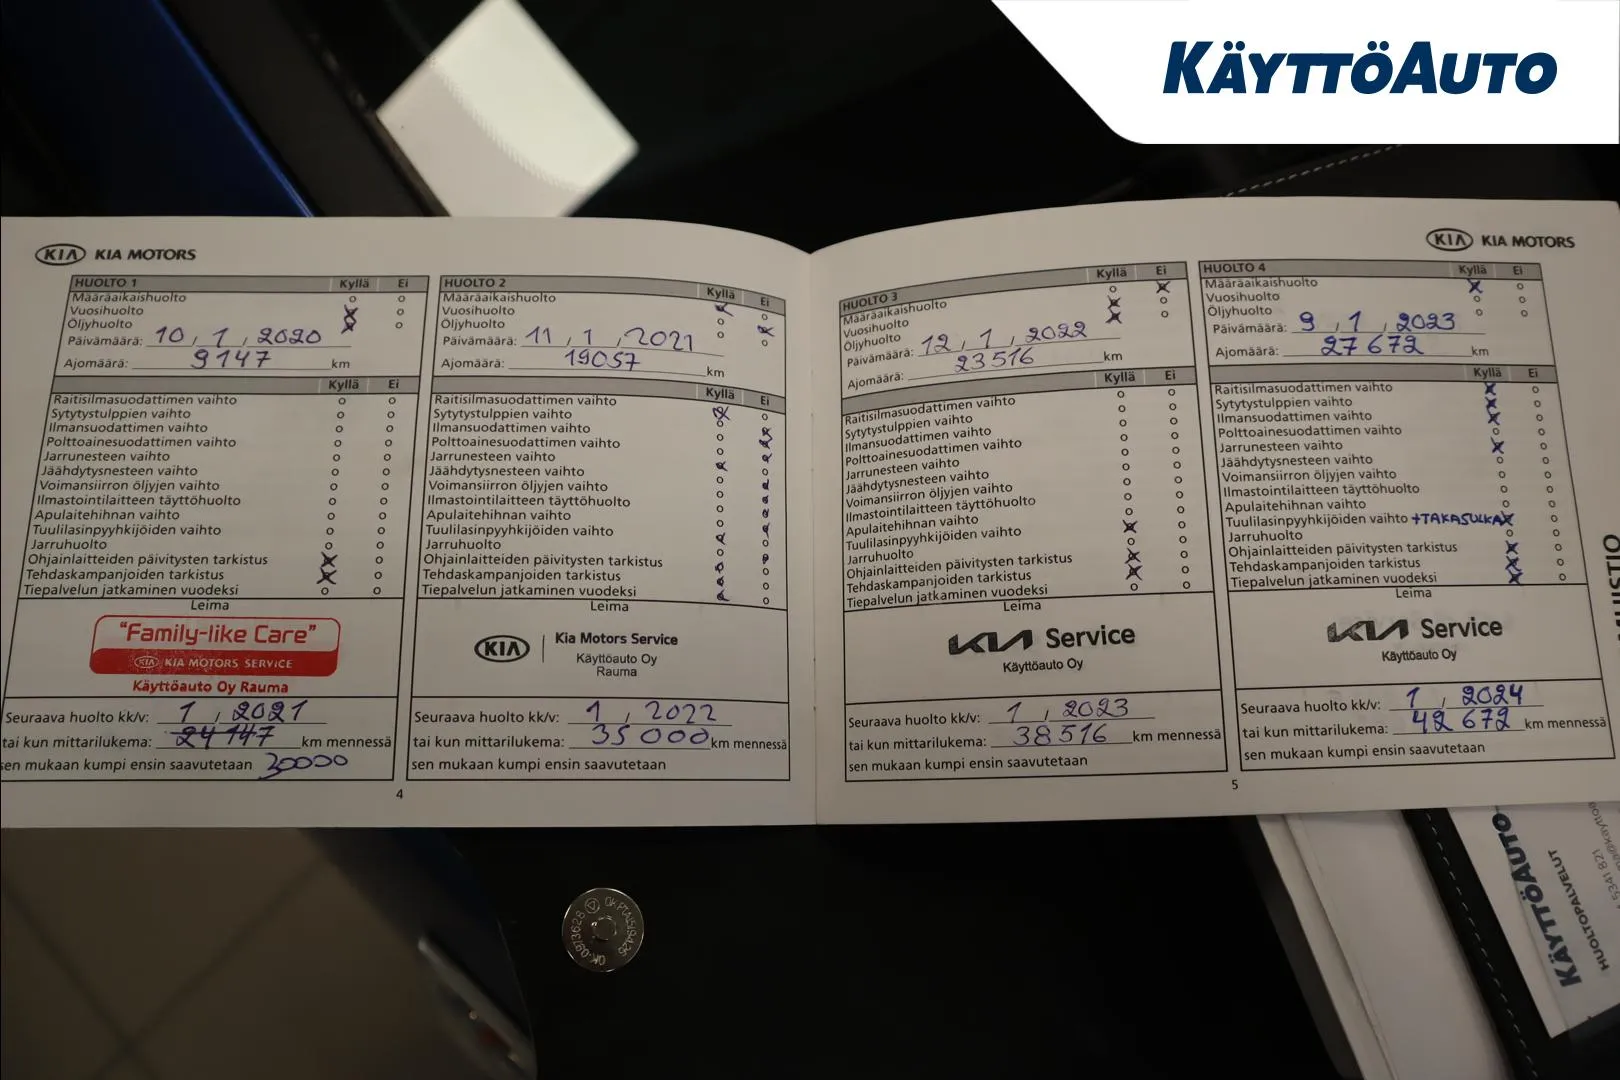 KÄYTTÖAUTO
KIA KIA MOTORS
HUOLTO 1 Kyllä Ei
Määräaikaishuolto
Vuosihuolto
Öljyhuolto
Päivämäärä: 10, 1, 2020
Ajomäärä: 9147 km
Kyllä Ei
Raitisilmasuodattimen vaihto
Sytytystulppien vaihto
Ilmansuodattimen vaihto
Polttoainesuodattimen vaihto
Jarrunesteen vaihto
Jäähdytysnesteen vaihto
Voimansiirron öljyjen vaihto
Ilmastointilaitteen täyttöhuolto
Apulaitehihnan vaihto
Tuulilasinpyyhkijöiden vaihto
Jarruhuolto
Ohjainlaitteiden päivitysten tarkistus
Tehdaskampanjoiden tarkistus
Tiepalvelun jatkaminen vuodeksi
Leima
"Family-like Care"
KIA KIA MOTORS SERVICE
Käyttöauto Oy Rauma
Seuraava huolto kk/v: 1, 2021
tai kun mittarilukema: 24147 km mennessä
sen mukaan kumpi ensin saavutetaan 30000
4
HUOLTO 2 Kyllä Ei
Määräaikaishuolto
Vuosihuolto
Öljyhuolto
Päivämäärä: 11, 1, 2021
Ajomäärä: 19057 km
Kyllä Ei
Raitisilmasuodattimen vaihto
Sytytystulppien vaihto
Ilmansuodattimen vaihto
Polttoainesuodattimen vaihto
Jarrunesteen vaihto
Jäähdytysnesteen vaihto
Voimansiirron öljyjen vaihto
Ilmastointilaitteen täyttöhuolto
Apulaitehihnan vaihto
Tuulilasinpyyhkijöiden vaihto
Jarruhuolto
Ohjainlaitteiden päivitysten tarkistus
Tehdaskampanjoiden tarkistus
Tiepalvelun jatkaminen vuodeksi
Leima
KIA Kia Motors Service
Käyttöauto Oy
Rauma
Seuraava huolto kk/v: 1, 2022
tai kun mittarilukema: 35000 km mennessä
sen mukaan kumpi ensin saavutetaan
KIA KIA MOTORS
HUOLTO 3 Kyllä Ei
Määräaikaishuolto
Vuosihuolto
Öljyhuolto
Päivämäärä: 12, 1, 2022
Ajomäärä: 23516 km
Kyllä Ei
Raitisilmasuodattimen vaihto
Sytytystulppien vaihto
Ilmansuodattimen vaihto
Polttoainesuodattimen vaihto
Jarrunesteen vaihto
Jäähdytysnesteen vaihto
Voimansiirron öljyjen vaihto
Ilmastointilaitteen täyttöhuolto
Apulaitehihnan vaihto
Tuulilasinpyyhkijöiden vaihto
Jarruhuolto
Ohjainlaitteiden päivitysten tarkistus
Tehdaskampanjoiden tarkistus
Tiepalvelun jatkaminen vuodeksi
Leima
KIA Service
Käyttöauto Oy
Seuraava huolto kk/v: 1, 2023
tai kun mittarilukema: 38516 km mennessä
sen mukaan kumpi ensin saavutetaan
HUOLTO 4 Kyllä Ei
Määräaikaishuolto
Vuosihuolto
Öljyhuolto
Päivämäärä: 9, 1, 2023
Ajomäärä: 27672 km
Kyllä Ei
Raitisilmasuodattimen vaihto
Sytytystulppien vaihto
Ilmansuodattimen vaihto
Polttoainesuodattimen vaihto
Jarrunesteen vaihto
Jäähdytysnesteen vaihto
Voimansiirron öljyjen vaihto
Ilmastointilaitteen täyttöhuolto
Apulaitehihnan vaihto
Tuulilasinpyyhkijöiden vaihto +TAKASULKA
Jarruhuolto
Ohjainlaitteiden päivitysten tarkistus
Tehdaskampanjoiden tarkistus
Tiepalvelun jatkaminen vuodeksi
Leima
KIA Service
Käyttöauto Oy
Seuraava huolto kk/v: 1, 2024
tai kun mittarilukema: 42672 km mennessä
sen mukaan kumpi ensin saavutetaan
5
KÄYTTÖAUTO
HUOLTOPALVELUT